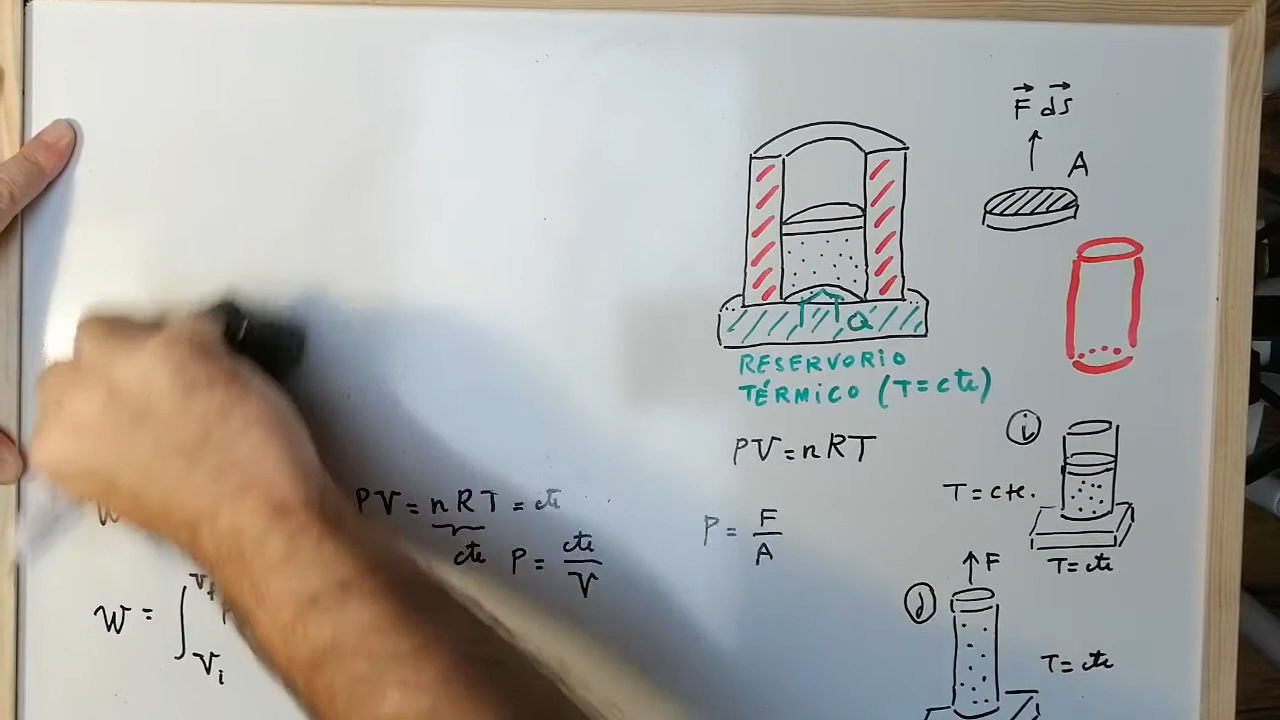 F ds
A
Q
RESERVORIO
TÉRMICO (T=cte)
PV=nRT
i
T=cte.
T=cte
PV=nRT=cte
cte
P=cte/V
P=F/A
F
W=∫
Vi
T=cte